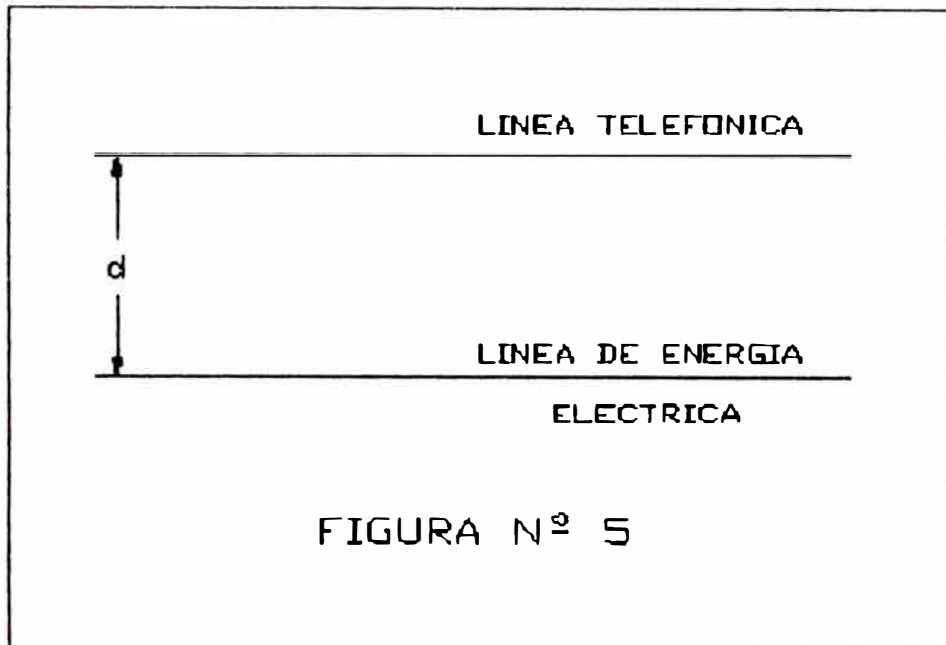 LINEA TELEFONICA
d
LINEA DE ENERGIA
ELECTRICA
FIGURA Nº 5